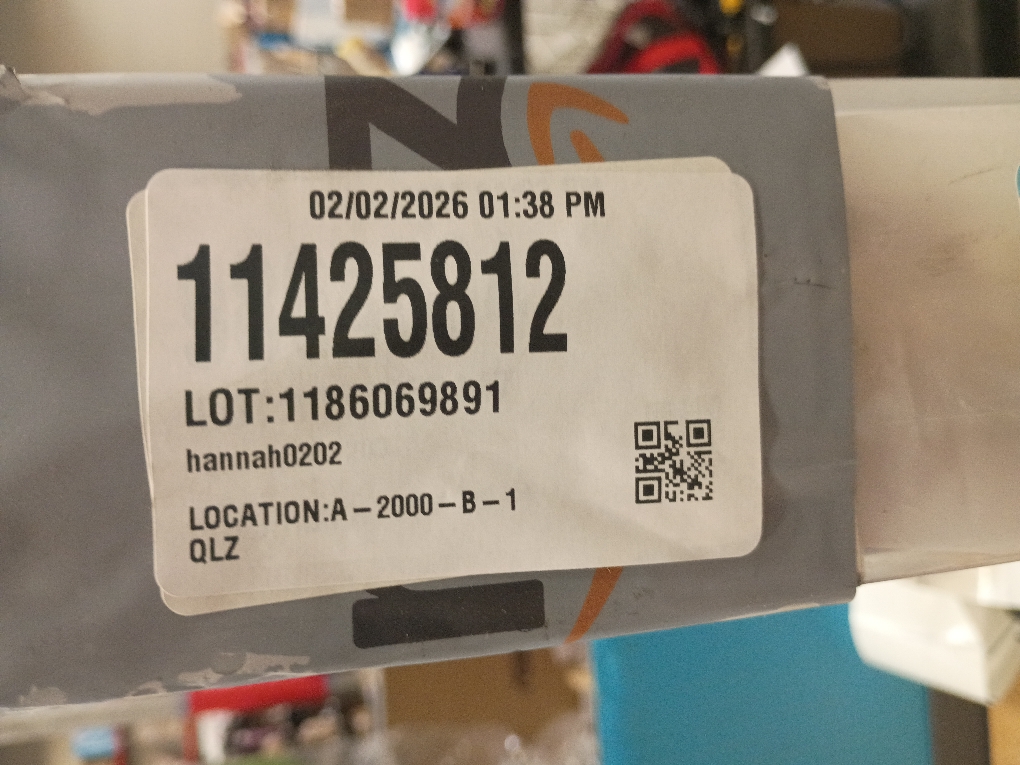 02/02/2026 01:38 PM
11425812
LOT:1186069891
hannah0202
LOCATION:A-2000-B-1
QLZ